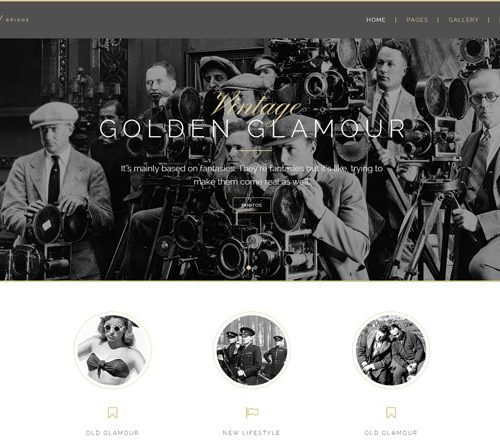 BRIDGE
HOME | PAGES | GALLERY |
Vintage
GOLDEN GLAMOUR
It's mainly based on fantasies. They're fantasies but it's like, trying to
make them come real as well.
PHOTOS
OLD GLAMOUR
NEW LIFESTYLE
OLD GLAMOUR